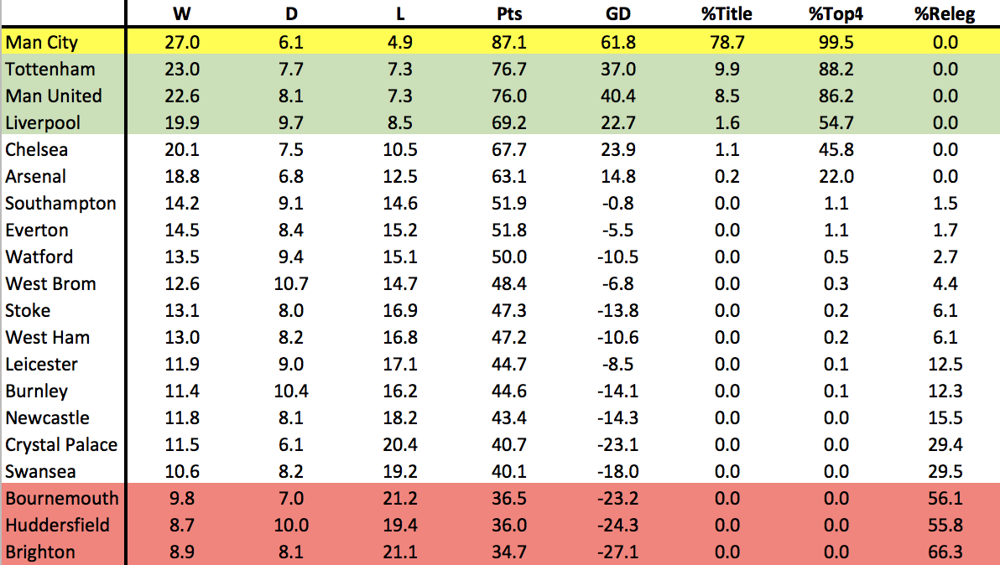 W D L Pts GD %Title %Top4 %Releg
Man City 27.0 6.1 4.9 87.1 61.8 78.7 99.5 0.0
Tottenham 23.0 7.7 7.3 76.7 37.0 9.9 88.2 0.0
Man United 22.6 8.1 7.3 76.0 40.4 8.5 86.2 0.0
Liverpool 19.9 9.7 8.5 69.2 22.7 1.6 54.7 0.0
Chelsea 20.1 7.5 10.5 67.7 23.9 1.1 45.8 0.0
Arsenal 18.8 6.8 12.5 63.1 14.8 0.2 22.0 0.0
Southampton 14.2 9.1 14.6 51.9 -0.8 0.0 1.1 1.5
Everton 14.5 8.4 15.2 51.8 -5.5 0.0 1.1 1.7
Watford 13.5 9.4 15.1 50.0 -10.5 0.0 0.5 2.7
West Brom 12.6 10.7 14.7 48.4 -6.8 0.0 0.3 4.4
Stoke 13.1 8.0 16.9 47.3 -13.8 0.0 0.2 6.1
West Ham 13.0 8.2 16.8 47.2 -10.6 0.0 0.2 6.1
Leicester 11.9 9.0 17.1 44.7 -8.5 0.0 0.1 12.5
Burnley 11.4 10.4 16.2 44.6 -14.1 0.0 0.1 12.3
Newcastle 11.8 8.1 18.2 43.4 -14.3 0.0 0.0 15.5
Crystal Palace 11.5 6.1 20.4 40.7 -23.1 0.0 0.0 29.4
Swansea 10.6 8.2 19.2 40.1 -18.0 0.0 0.0 29.5
Bournemouth 9.8 7.0 21.2 36.5 -23.2 0.0 0.0 56.1
Huddersfield 8.7 10.0 19.4 36.0 -24.3 0.0 0.0 55.8
Brighton 8.9 8.1 21.1 34.7 -27.1 0.0 0.0 66.3